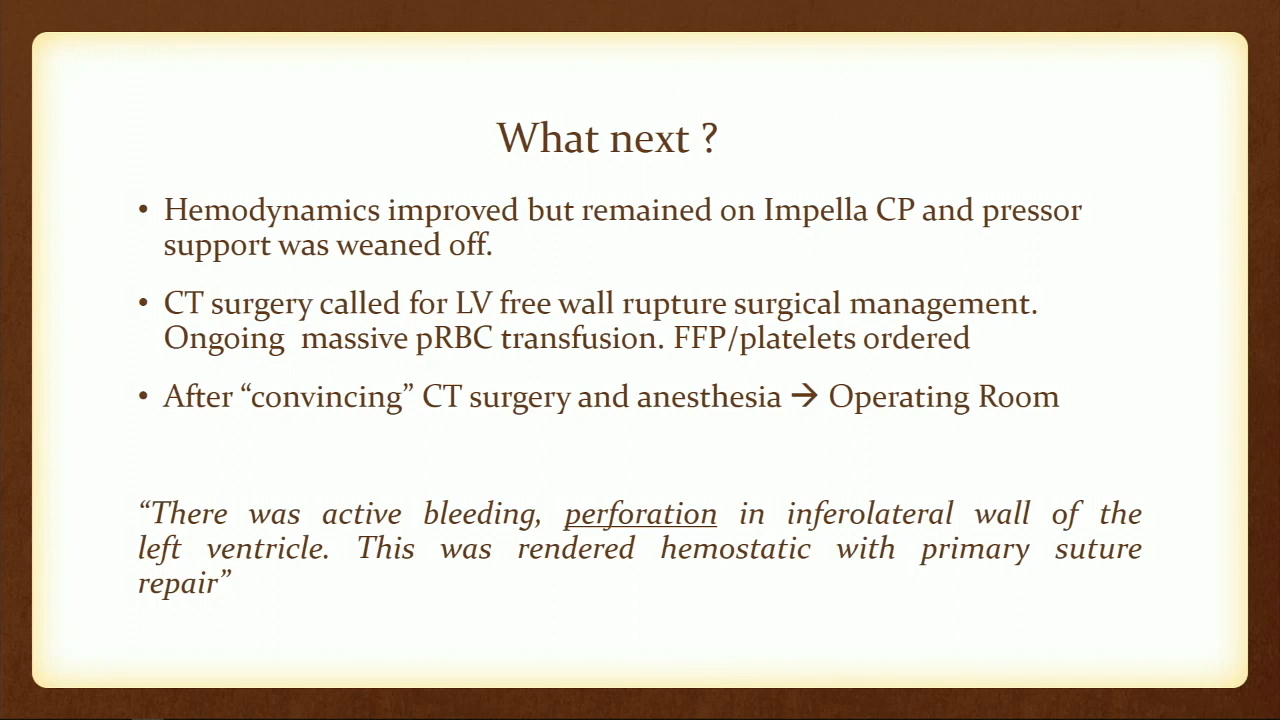 What next ?
• Hemodynamics improved but remained on Impella CP and pressor
support was weaned off.
• CT surgery called for LV free wall rupture surgical management.
Ongoing  massive pRBC transfusion. FFP/platelets ordered
• After “convincing” CT surgery and anesthesia → Operating Room
“There was active bleeding, perforation in inferolateral wall of the
left ventricle. This was rendered hemostatic with primary suture
repair”